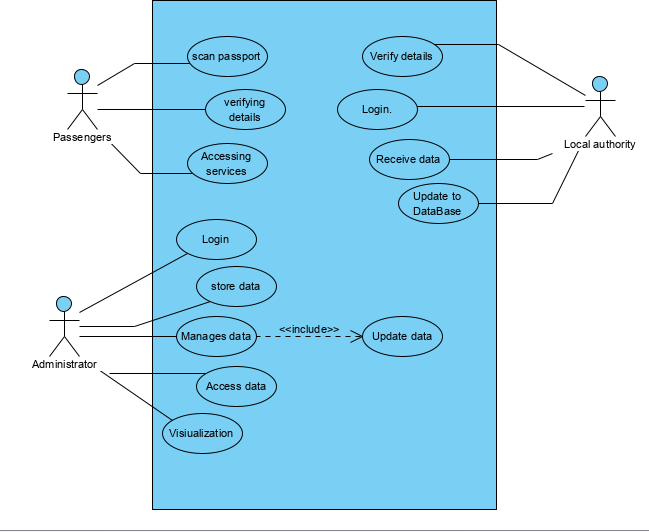 scan passport
Verify details
verifying
details
Login.
Passengers
Local authority
Accessing
services
Receive data
Update to
DataBase
Login
store data
<<include>>
Manages data
Update data
Administrator
Access data
Visiualization